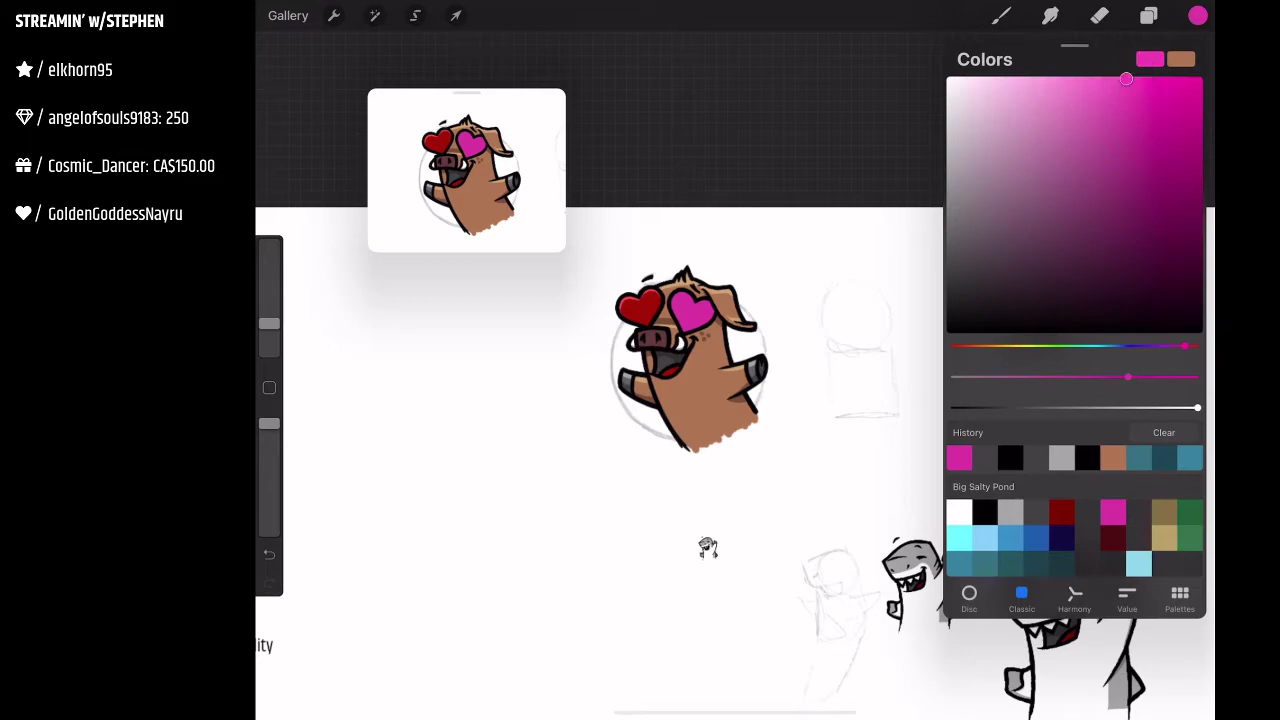 STREAMIN' w/STEPHEN
/ elkhorn95
/ angelofsouls9183: 250
/ Cosmic_Dancer: CA$150.00
/ GoldenGoddessNayru
Gallery
Colors
History
Clear
Big Salty Pond
Disc
Classic
Harmony
Value
Palettes
ity